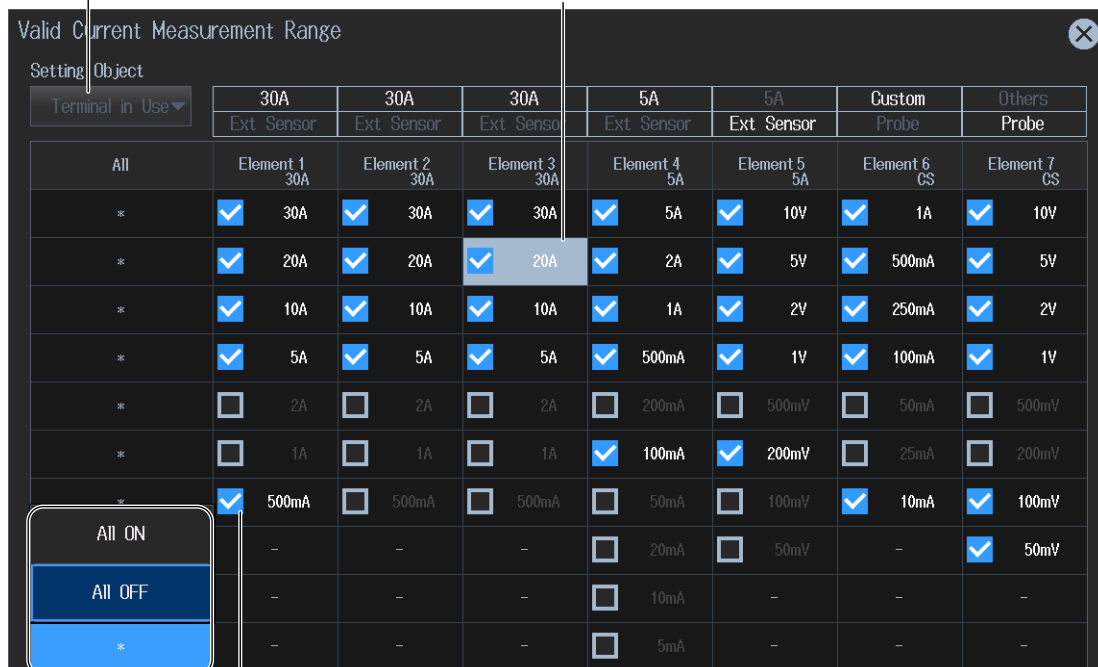 Valid Current Measurement Range
Setting Object
Terminal in Use
30A 30A 30A 5A 5A Custom Others
Ext Sensor Ext Sensor Ext Sensor Ext Sensor Ext Sensor Probe Probe
All Element 1 Element 2 Element 3 Element 4 Element 5 Element 6 Element 7
30A 30A 30A 5A 5A CS CS
* 30A 30A 30A 5A 10V 1A 10V
* 20A 20A 20A 2A 5V 500mA 5V
* 10A 10A 10A 1A 2V 250mA 2V
* 5A 5A 5A 500mA 1V 100mA 1V
* 2A 2A 2A 200mA 500mV 50mA 500mV
* 1A 1A 1A 100mA 200mV 25mA 200mV
* 500mA 500mA 500mA 50mA 100mV 10mA 100mV
All ON - - - 20mA 50mV - 50mV
All OFF - - - 10mA - - -
* - - - 5mA - - -